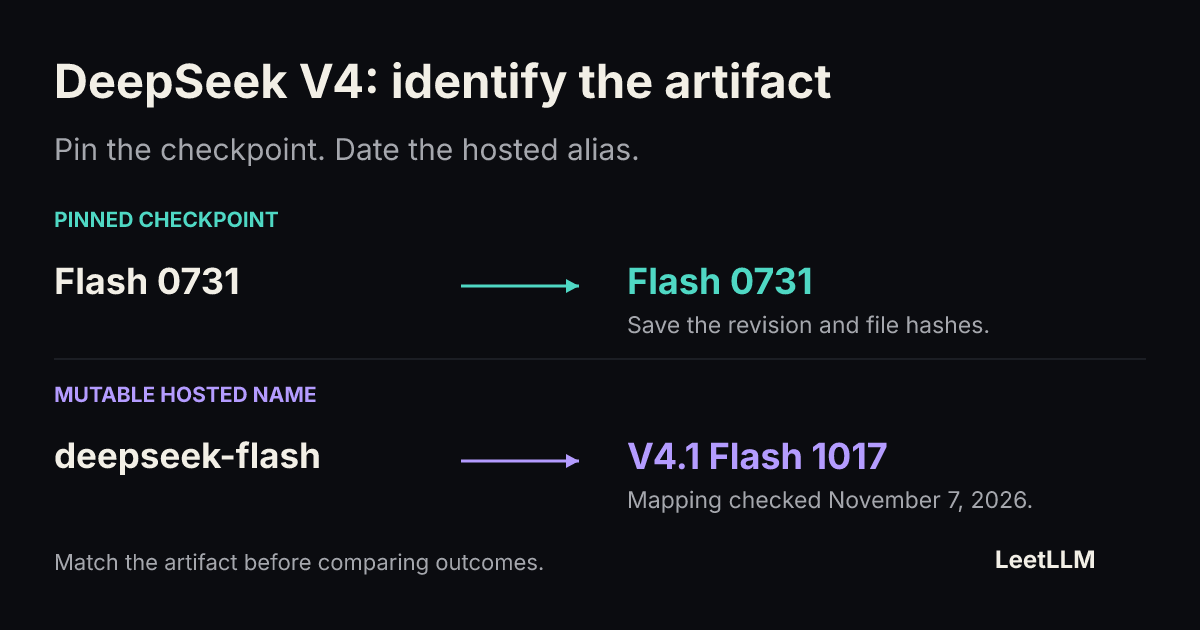 DeepSeek V4: identify the artifact
Pin the checkpoint. Date the hosted alias.
PINNED CHECKPOINT
Flash 0731
Flash 0731
Save the revision and file hashes.
MUTABLE HOSTED NAME
deepseek-flash
V4.1 Flash 1017
Mapping checked November 7, 2026.
Match the artifact before comparing outcomes.
LeetLLM